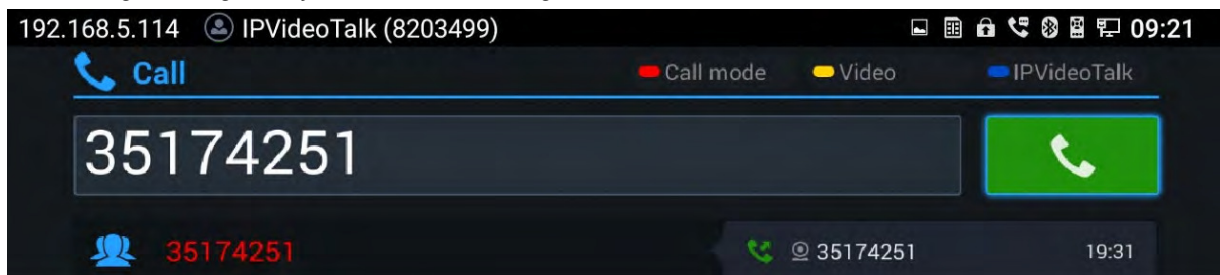 192.168.5.114 IPVideoTalk (8203499) 09:21
Call Call mode Video IPVideoTalk
35174251
35174251 35174251 19:31